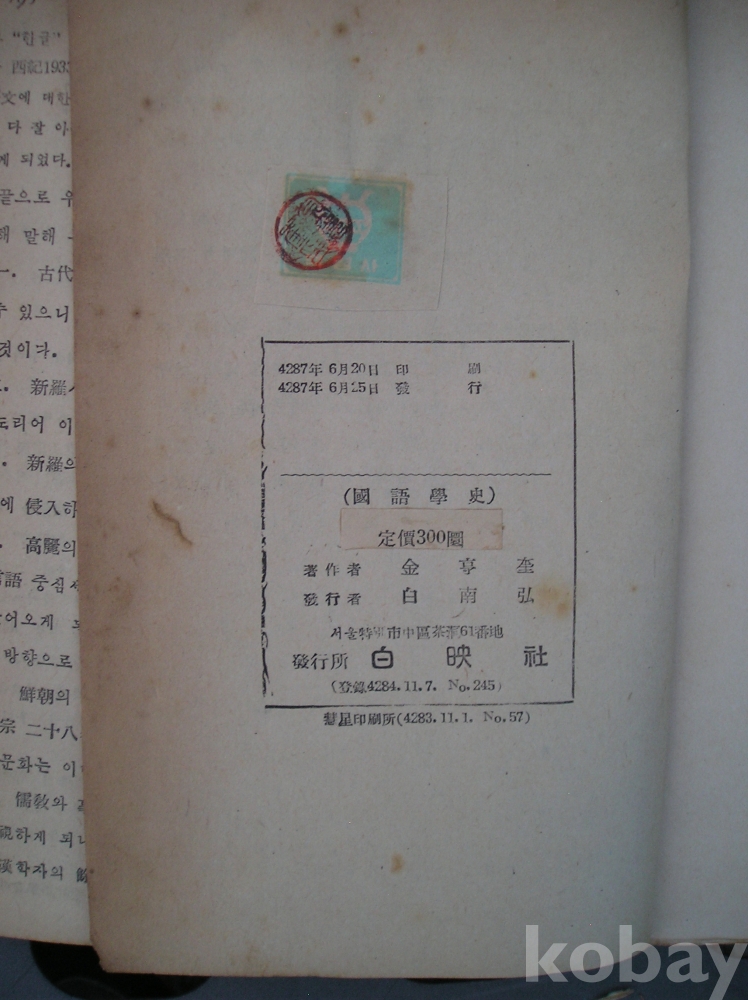 "한글"
西紀1933
文에 대한
다 잘 아
게 되었다.
끝으로 우
해 말해
一. 古代
수 있으니
것이다.
新羅
도리어 이
新羅의
에 侵入하
高麗의
言語 중심
들어오게 되
방향으로
鮮朝의
宗 二十八
문화는 이
儒敎와
視하게 되
漢학자의
4287年 6月20日 印 刷
4287年 6月25日 發 行
(國語學史)
定價300圜
著作者 金亨奎
發行者 白南弘
서울特別市中區茶洞61番地
發行所 白映社
(登錄4284.11.7. No.245)
彗星印刷所(4283.11.1. No.57)
kobay